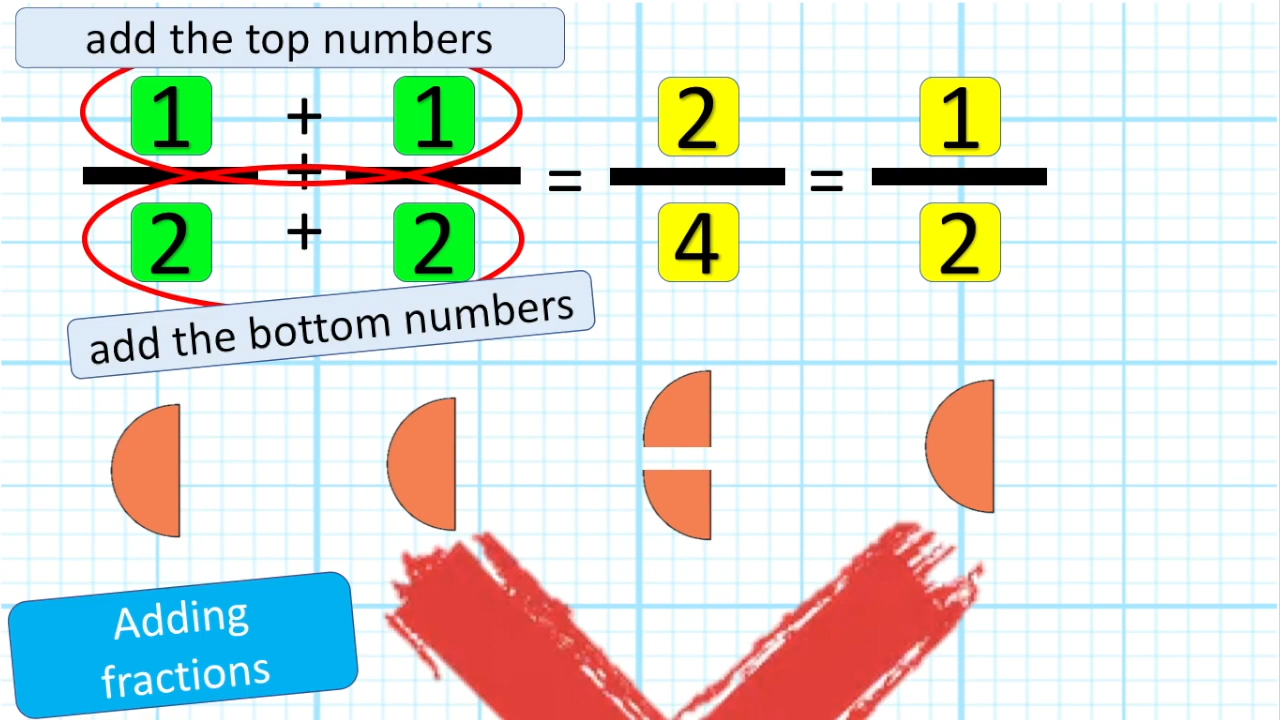 add the top numbers
1 + 1 2 1
+ = =
2 + 2 4 2
add the bottom numbers
Adding
fractions